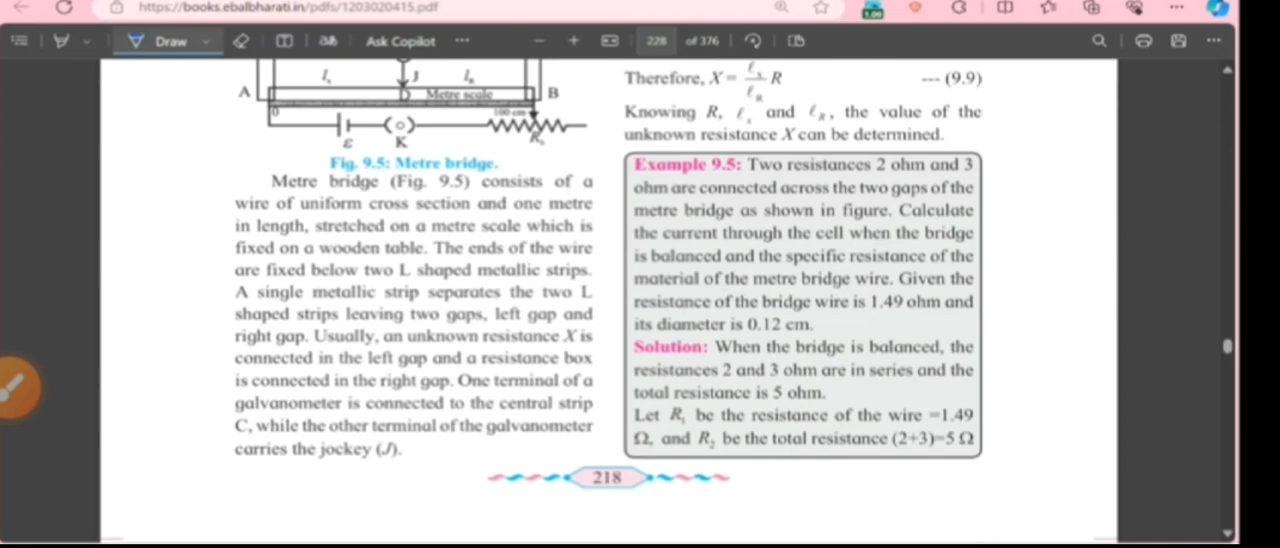 https://books.ebalbharati.in/pdfs/1203020415.pdf
1.00
Draw
Ask Copilot
228 of 376
A
J
D
Metre scale
B
0
100 cm
ε
K
Fig. 9.5: Metre bridge.
Metre bridge (Fig. 9.5) consists of a
wire of uniform cross section and one metre
in length, stretched on a metre scale which is
fixed on a wooden table. The ends of the wire
are fixed below two L shaped metallic strips.
A single metallic strip separates the two L
shaped strips leaving two gaps, left gap and
right gap. Usually, an unknown resistance X is
connected in the left gap and a resistance box
is connected in the right gap. One terminal of a
galvanometer is connected to the central strip
C, while the other terminal of the galvanometer
carries the jockey (J).
Therefore, X = ℓx/ℓR R --- (9.9)
Knowing R, ℓx and ℓR, the value of the
unknown resistance X can be determined.
Example 9.5: Two resistances 2 ohm and 3
ohm are connected across the two gaps of the
metre bridge as shown in figure. Calculate
the current through the cell when the bridge
is balanced and the specific resistance of the
material of the metre bridge wire. Given the
resistance of the bridge wire is 1.49 ohm and
its diameter is 0.12 cm.
Solution: When the bridge is balanced, the
resistances 2 and 3 ohm are in series and the
total resistance is 5 ohm.
Let R₁ be the resistance of the wire =1.49
Ω, and R₂ be the total resistance (2+3)=5 Ω
218